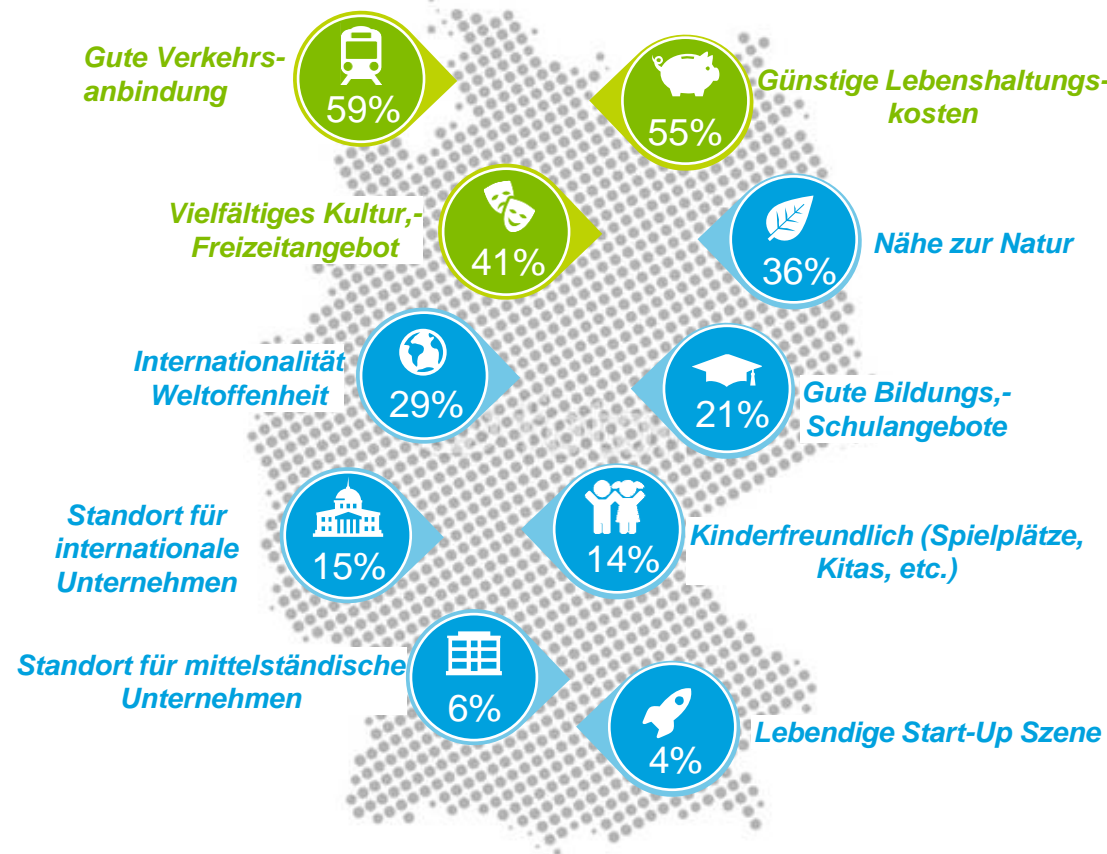 Gute Verkehrs-
anbindung
59%
55%
Günstige Lebenshaltungs-
kosten
Vielfältiges Kultur,-
Freizeitangebot
41%
36%
Nähe zur Natur
Internationalität
Weltoffenheit
29%
21%
Gute Bildungs,-
Schulangebote
Standort für
internationale
Unternehmen
15%
14%
Kinderfreundlich (Spielplätze,
Kitas, etc.)
Standort für mittelständische
Unternehmen
6%
4%
Lebendige Start-Up Szene